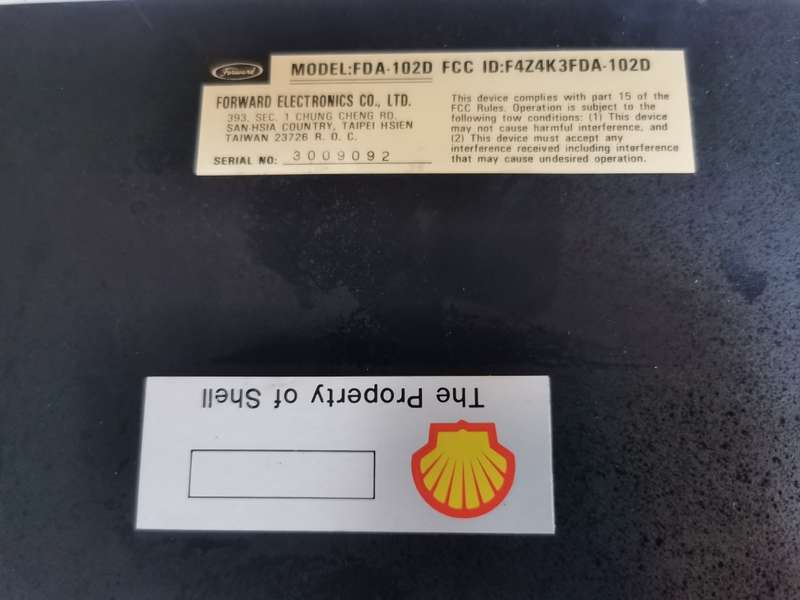 Forward
MODEL:FDA-102D FCC ID:F4Z4K3FDA-102D
FORWARD ELECTRONICS CO., LTD.
393, SEC. 1 CHUNG CHENG RD,
SAN-HSIA COUNTRY, TAIPEI HSIEN
TAIWAN 23726 R. O. C.
SERIAL NO: 3009092
This device complies with part 15 of the
FCC Rules. Operation is subject to the
following tow conditions: (1) This device
may not cause harmful interference, and
(2) This device must accept any
interference received including interference
that may cause undesired operation.
The Property of Shell